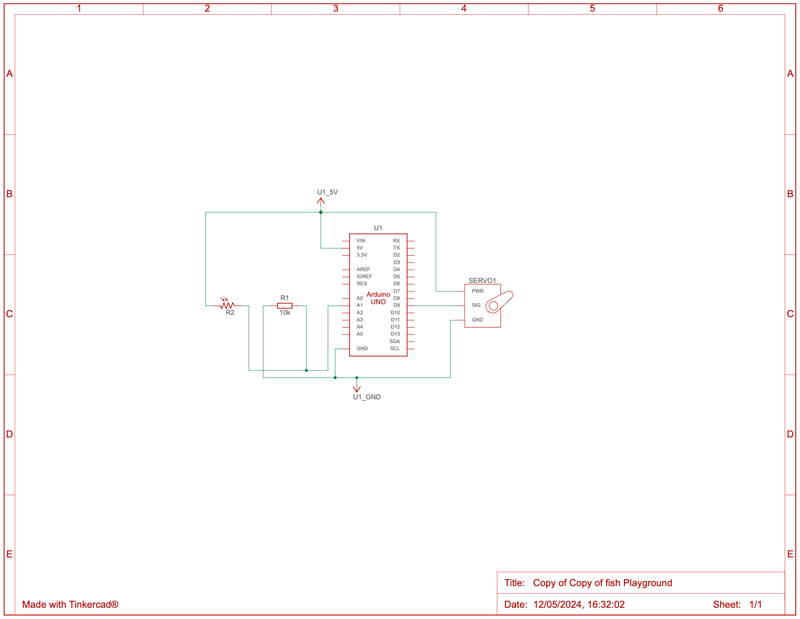 1 2 3 4 5 6
A A
B B
U1_5V
U1
VIN RX
5V TX
3.3V D2
D3
AREF D4
IOREF D5
RES D6
D7
A0 D8
A1 D9
A2 D10
A3 D11
A4 D12
A5 D13
SDA
GND SCL
Arduino
UNO
SERVO1
PWR
SIG
GND
R1
10k
R2
C C
U1_GND
D D
E E
Title: Copy of Copy of fish Playground
Made with Tinkercad®
Date: 12/05/2024, 16:32:02 Sheet: 1/1